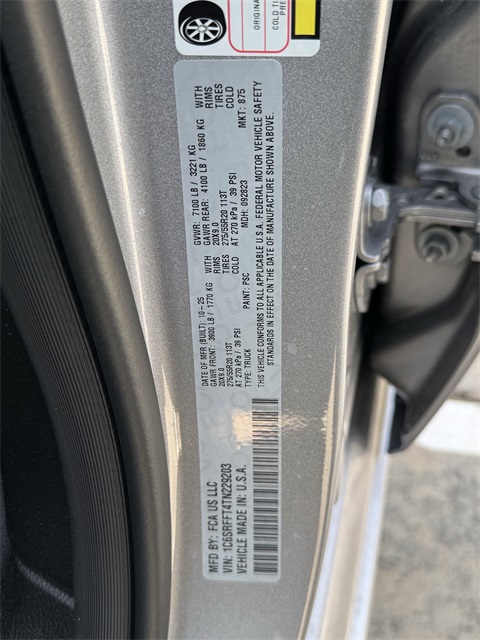 ORIGINA
COLD TI
PRE
MFD BY: FCA US LLC
VIN: 1C6SRFFT4TN229203
VEHICLE MADE IN: U.S.A.
DATE OF MFR (BUILT): 10-25 GVWR: 7100 LB / 3221 KG
GAWR FRONT: 3900 LB / 1770 KG WITH GAWR REAR: 4100 LB / 1860 KG WITH
20X9.0 RIMS 20X9.0 RIMS
275/55R20 113T TIRES 275/55R20 113T TIRES
AT 270 kPa / 39 PSI COLD AT 270 kPa / 39 PSI COLD
TYPE: TRUCK PAINT: PSC MDH: 092823 MKT: 875
THIS VEHICLE CONFORMS TO ALL APPLICABLE U.S.A. FEDERAL MOTOR VEHICLE SAFETY
STANDARDS IN EFFECT ON THE DATE OF MANUFACTURE SHOWN ABOVE.